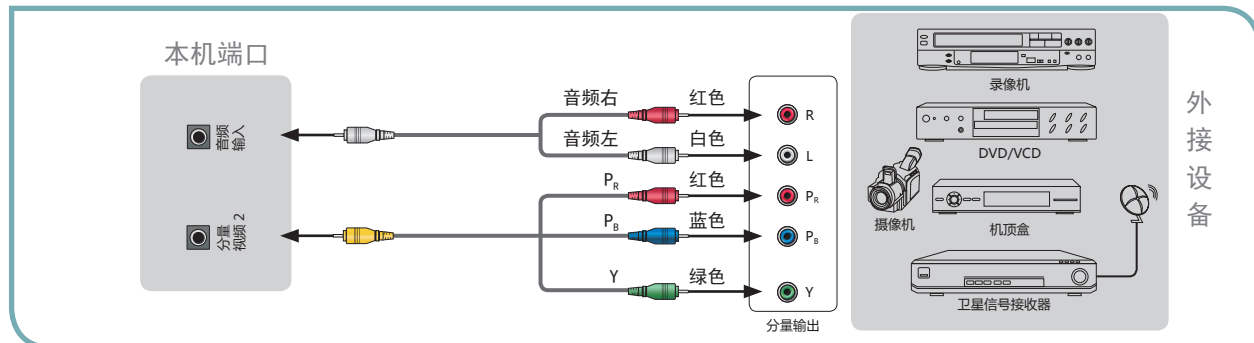 本机端口
音频
输入
分量
视频 2
音频右
红色
音频左
白色
PR
红色
PB
蓝色
Y
绿色
R
L
PR
PB
Y
分量输出
录像机
DVD/VCD
摄像机
机顶盒
卫星信号接收器
外接设备